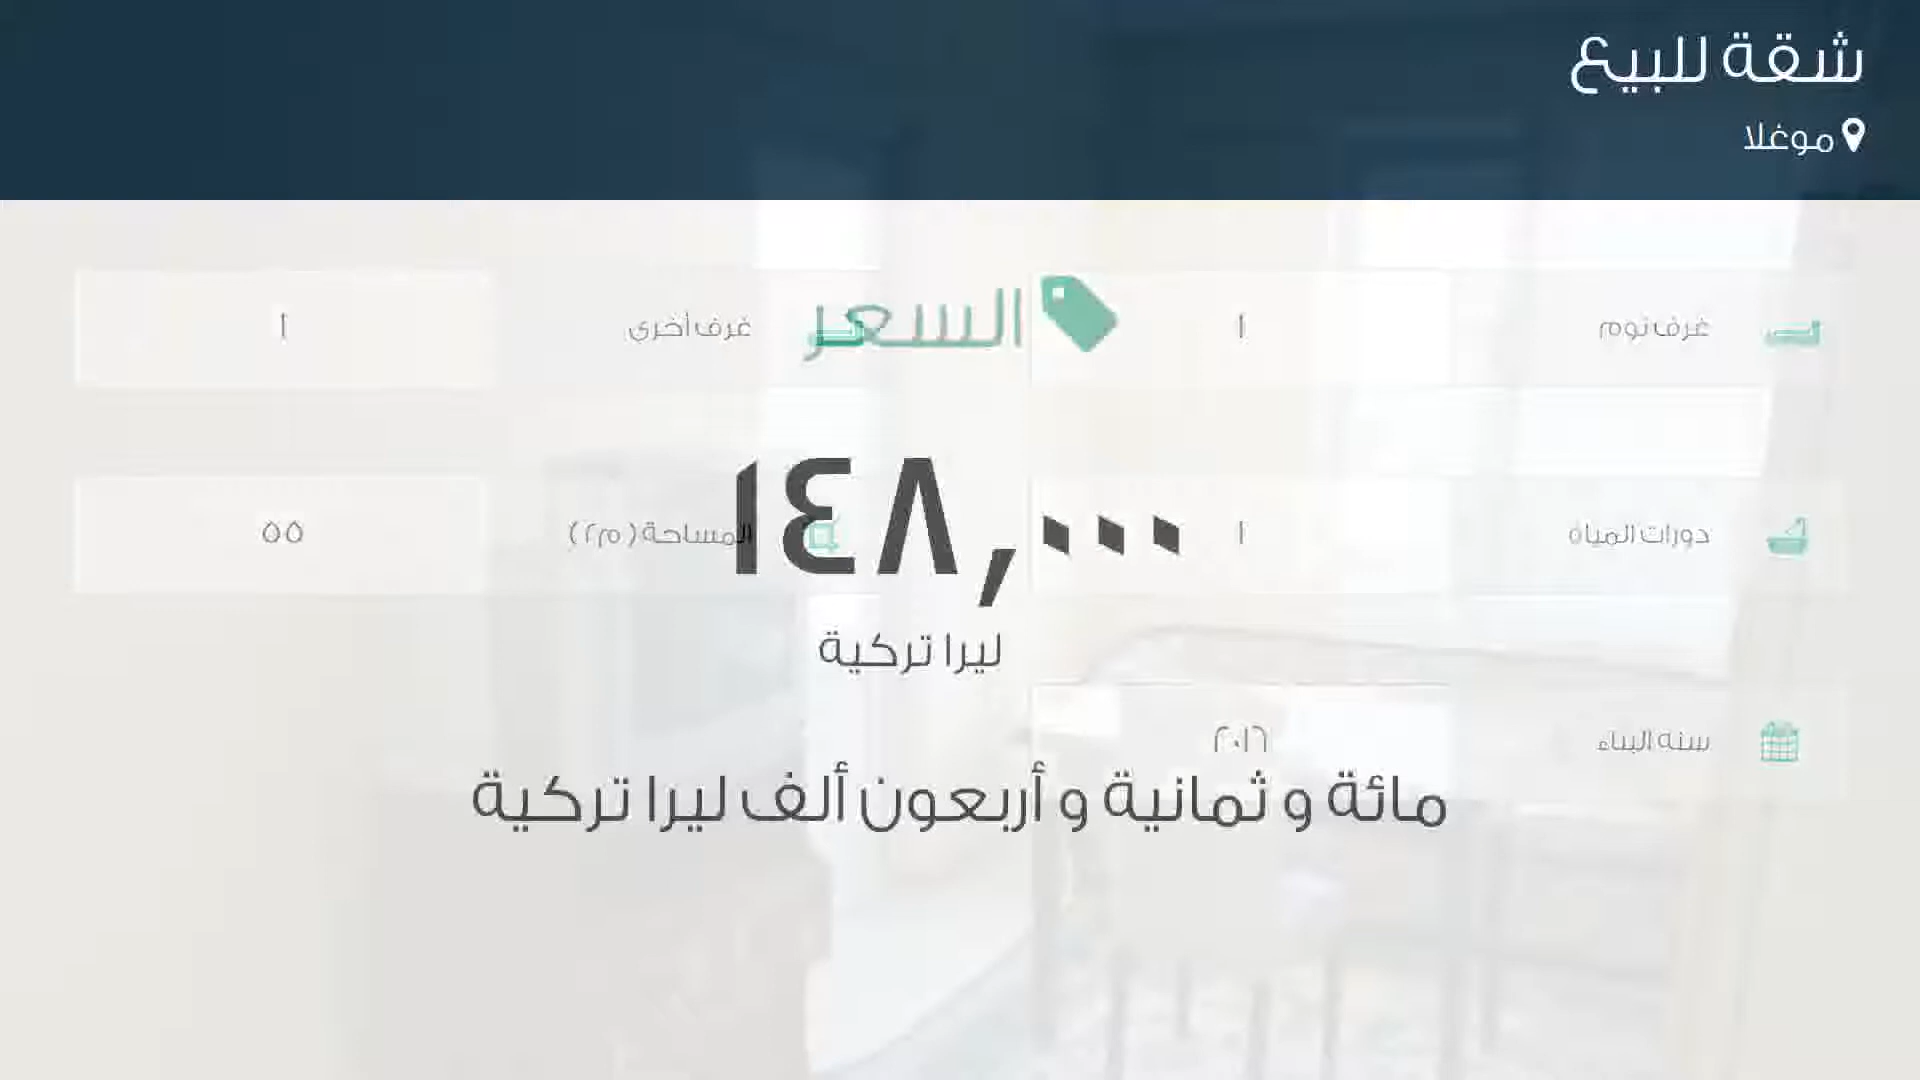 شقة للبيع
موغلا
السعر
غرف نوم ١ غرف أخرى ١
١٤٨,٠٠٠
دورات المياه ١ المساحة (م٢) ٥٥
ليرا تركية
سنة البناء ٢٠١٦
مائة و ثمانية و أربعون ألف ليرا تركية